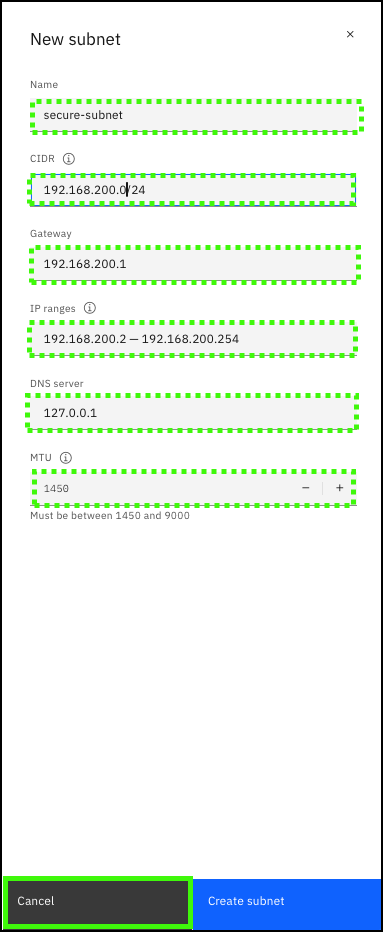 New subnet
Name
secure-subnet
CIDR
192.168.200.0/24
Gateway
192.168.200.1
IP ranges
192.168.200.2 — 192.168.200.254
DNS server
127.0.0.1
MTU
1450
Must be between 1450 and 9000
Cancel
Create subnet